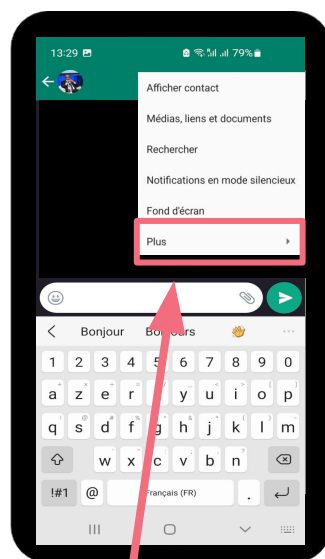 13:29 79%
Afficher contact
Médias, liens et documents
Rechercher
Notifications en mode silencieux
Fond d'écran
Plus
Bonjour Bonjours
1 2 3 4 5 6 7 8 9 0
a z e r y u i o p
q s d f g h j k l m
w x c v b n
!#1 @ Français (FR) .